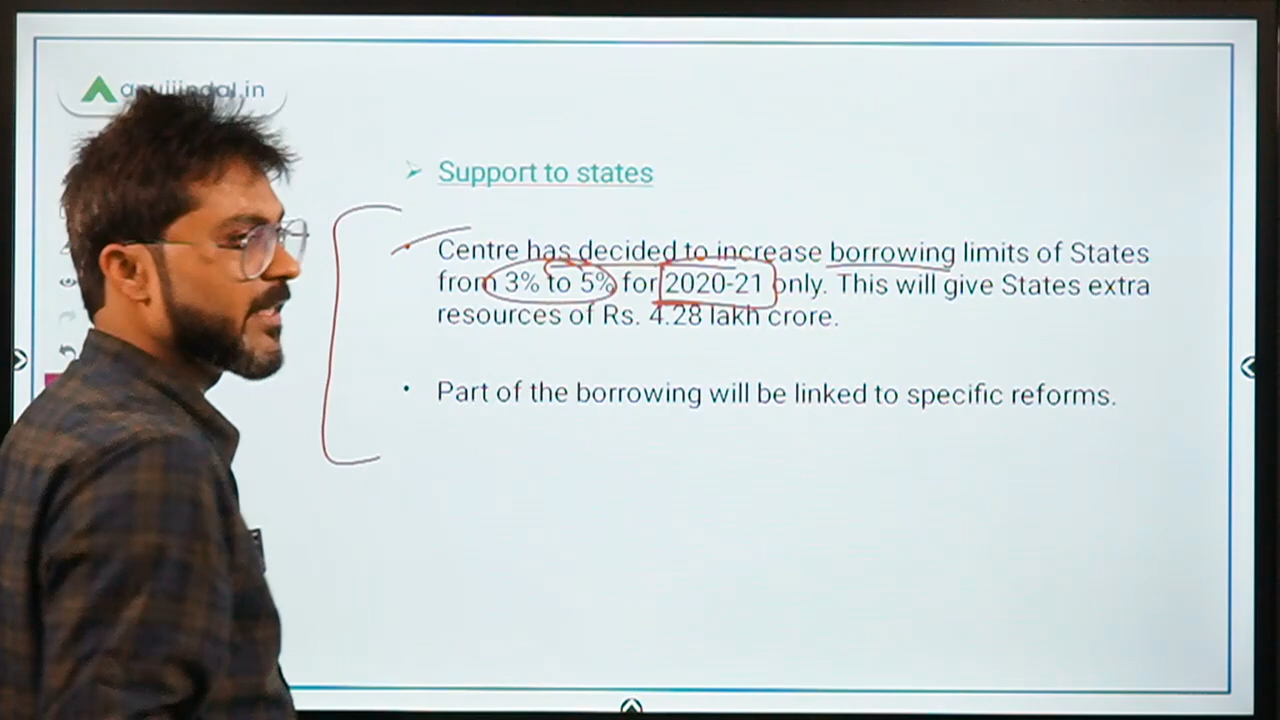 Support to states
Centre has decided to increase borrowing limits of States
from 3% to 5% for 2020-21 only. This will give States extra
resources of Rs. 4.28 lakh crore.
Part of the borrowing will be linked to specific reforms.